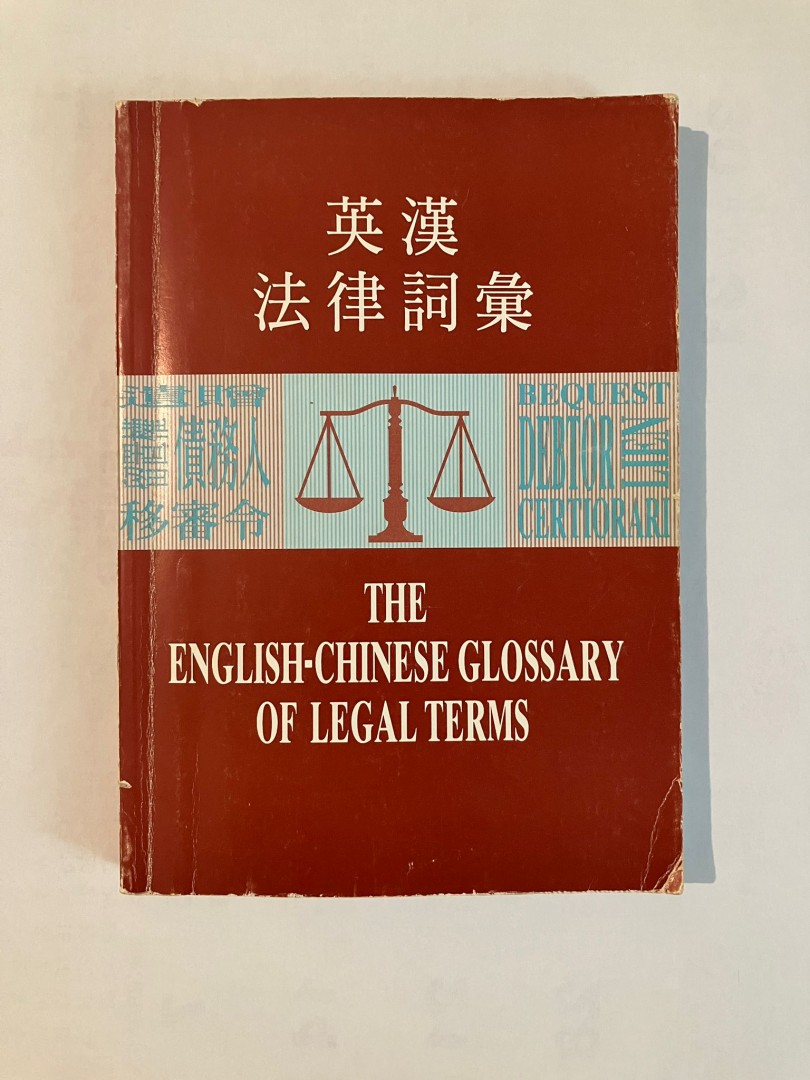 英漢
法律詞彙
遺贈
債務人
移審令
BEQUEST
DEBTOR
LIEN
CERTIORARI
THE
ENGLISH-CHINESE GLOSSARY
OF LEGAL TERMS